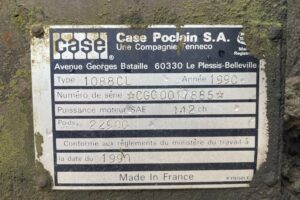 CASE Case Poclain S.A.
Une Compagnie Tenneco
Avenue Georges Bataille 60330 Le Plessis-Belleville
Type 1088CL Année 1990
Numéro de série ☆CGG0017885☆
Puissance moteur SAE 112 ch
Poids
Conforme aux règlements du ministère du travail à
la date du 1990
Made In France